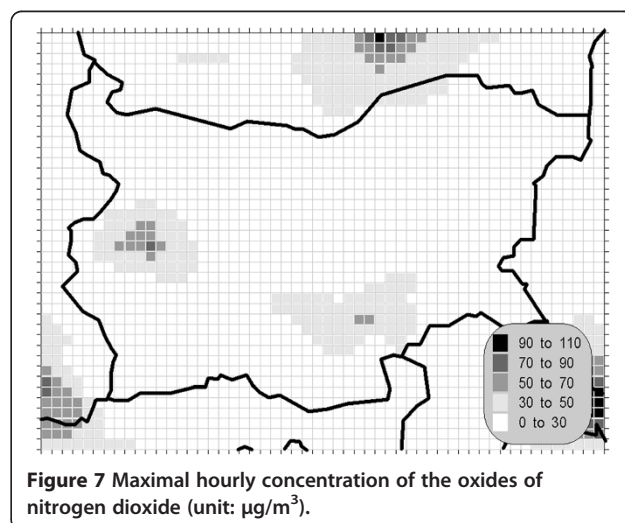 90 to 110
70 to 90
50 to 70
30 to 50
0 to 30
Figure 7 Maximal hourly concentration of the oxides of
nitrogen dioxide (unit: μg/m³).